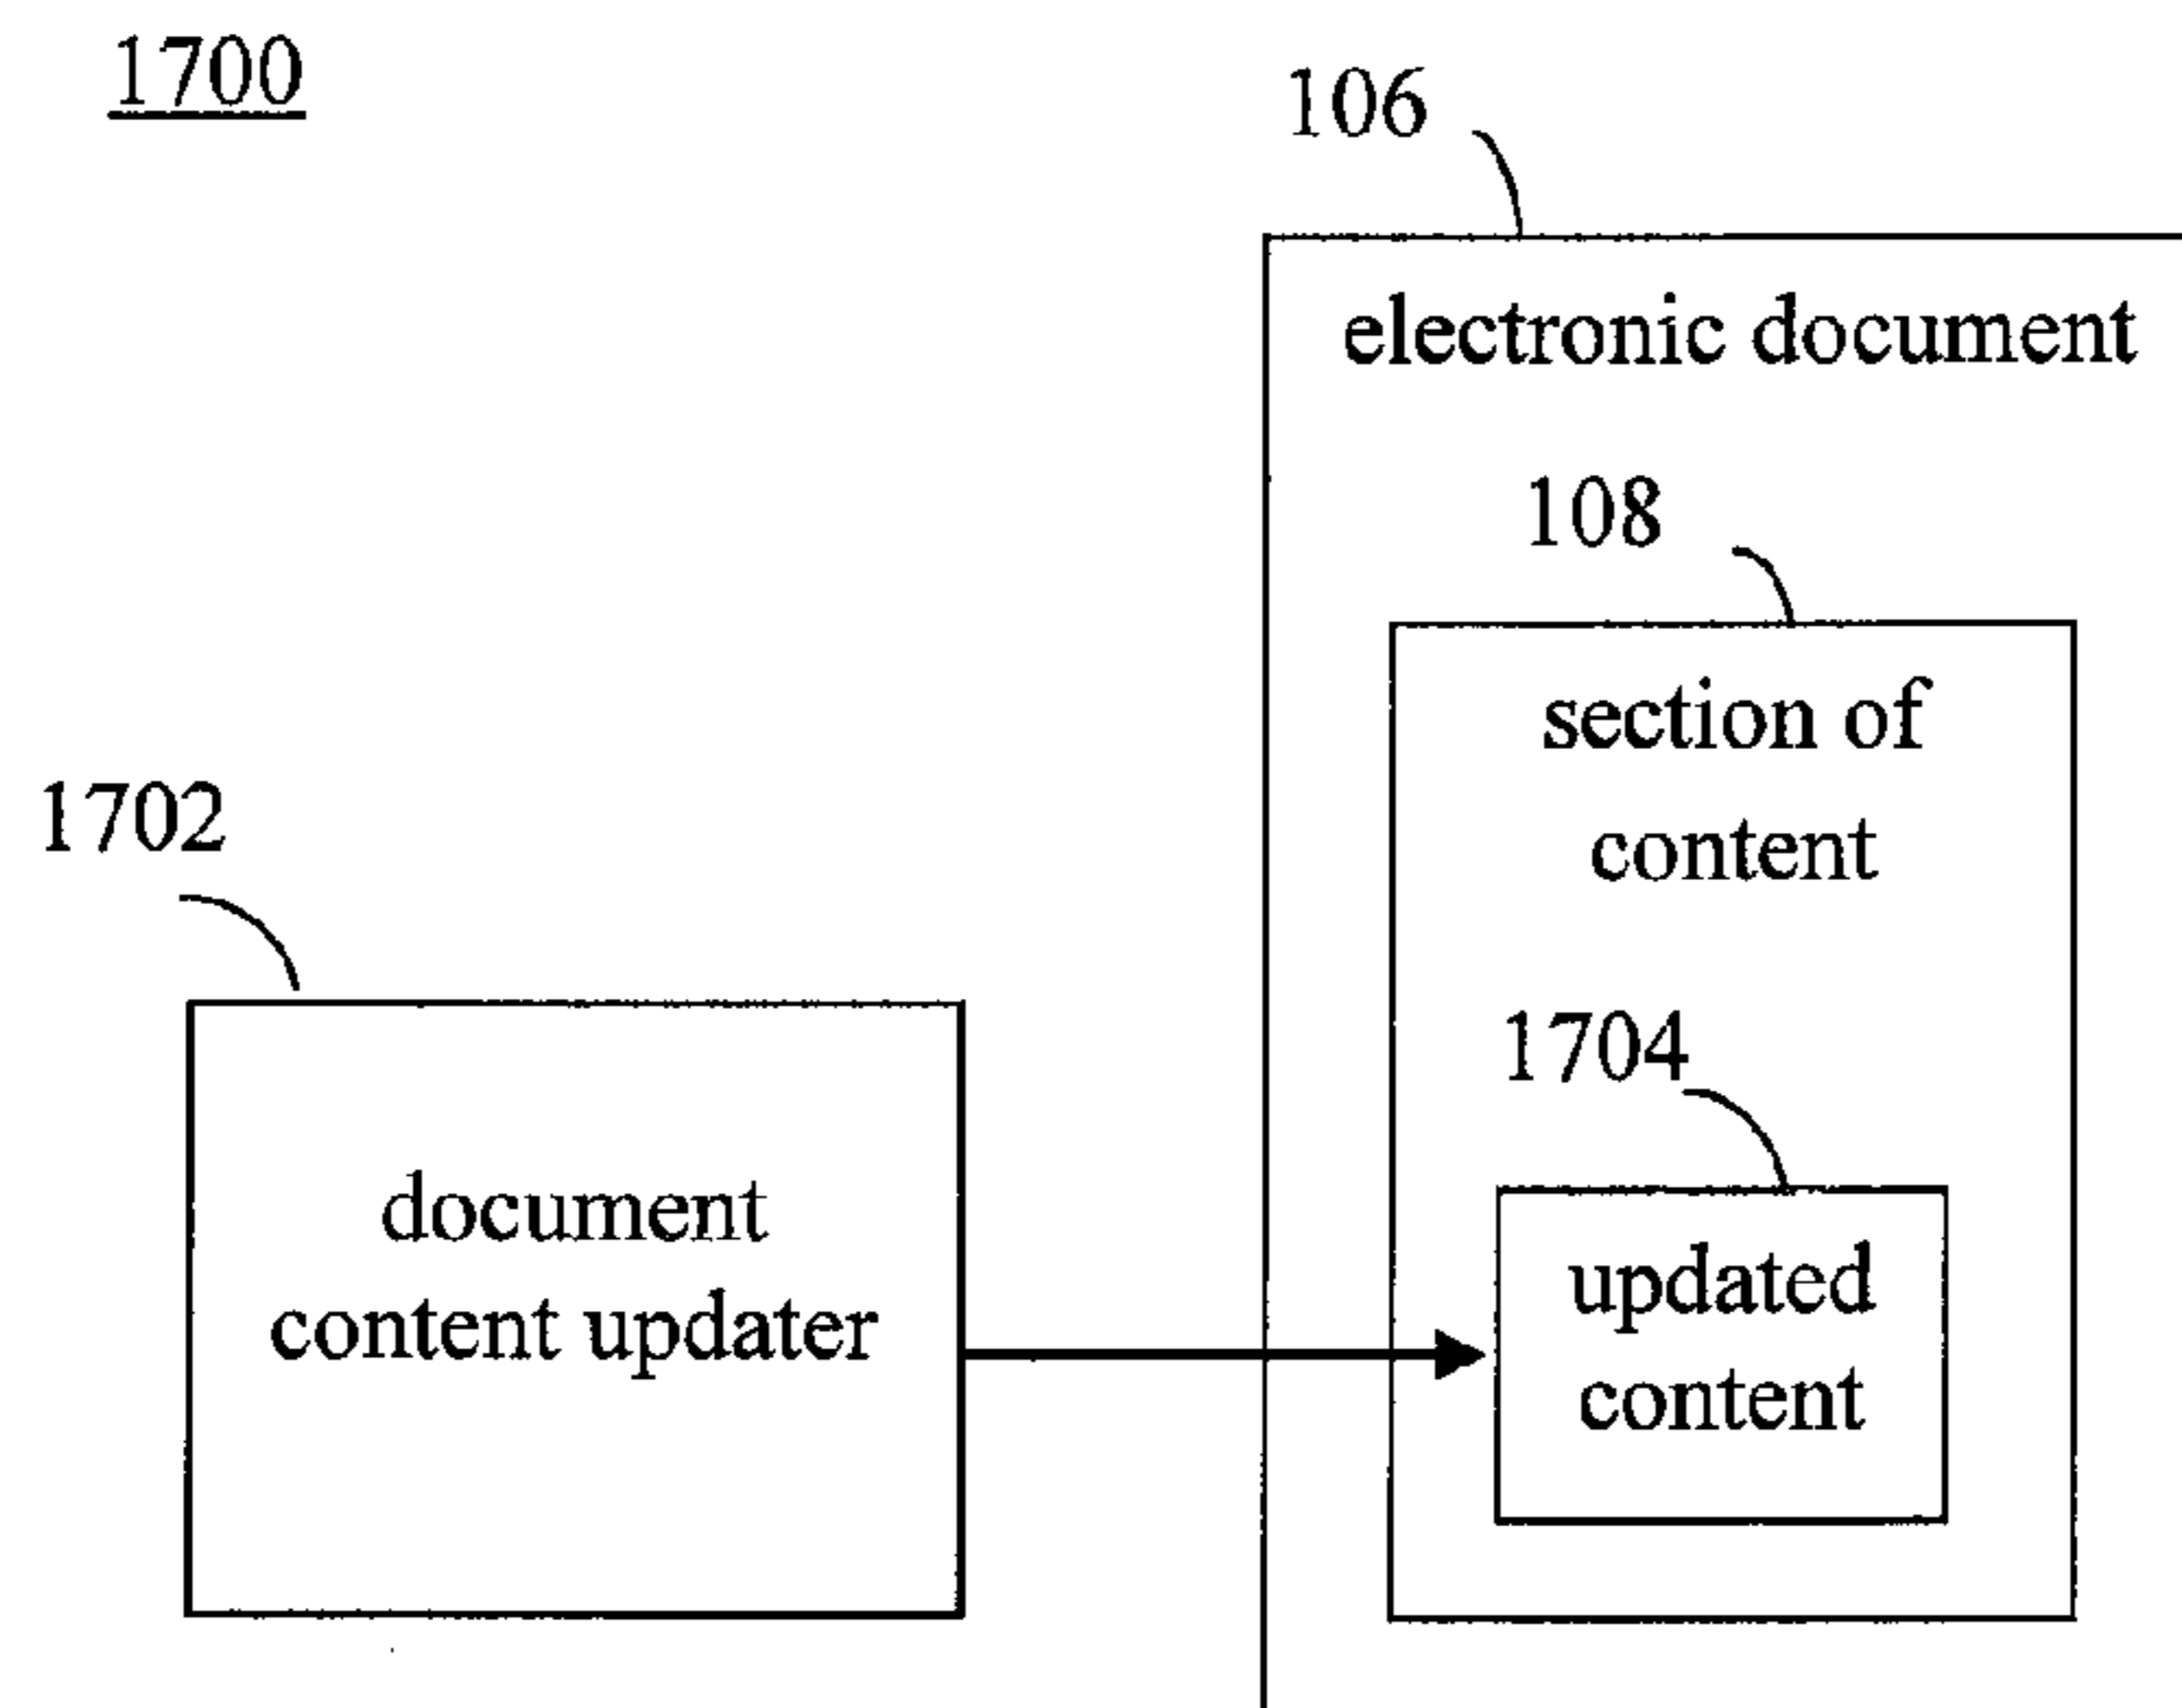 1700
106
electronic document
108
section of
content
1702
1704
document
content updater
updated
content